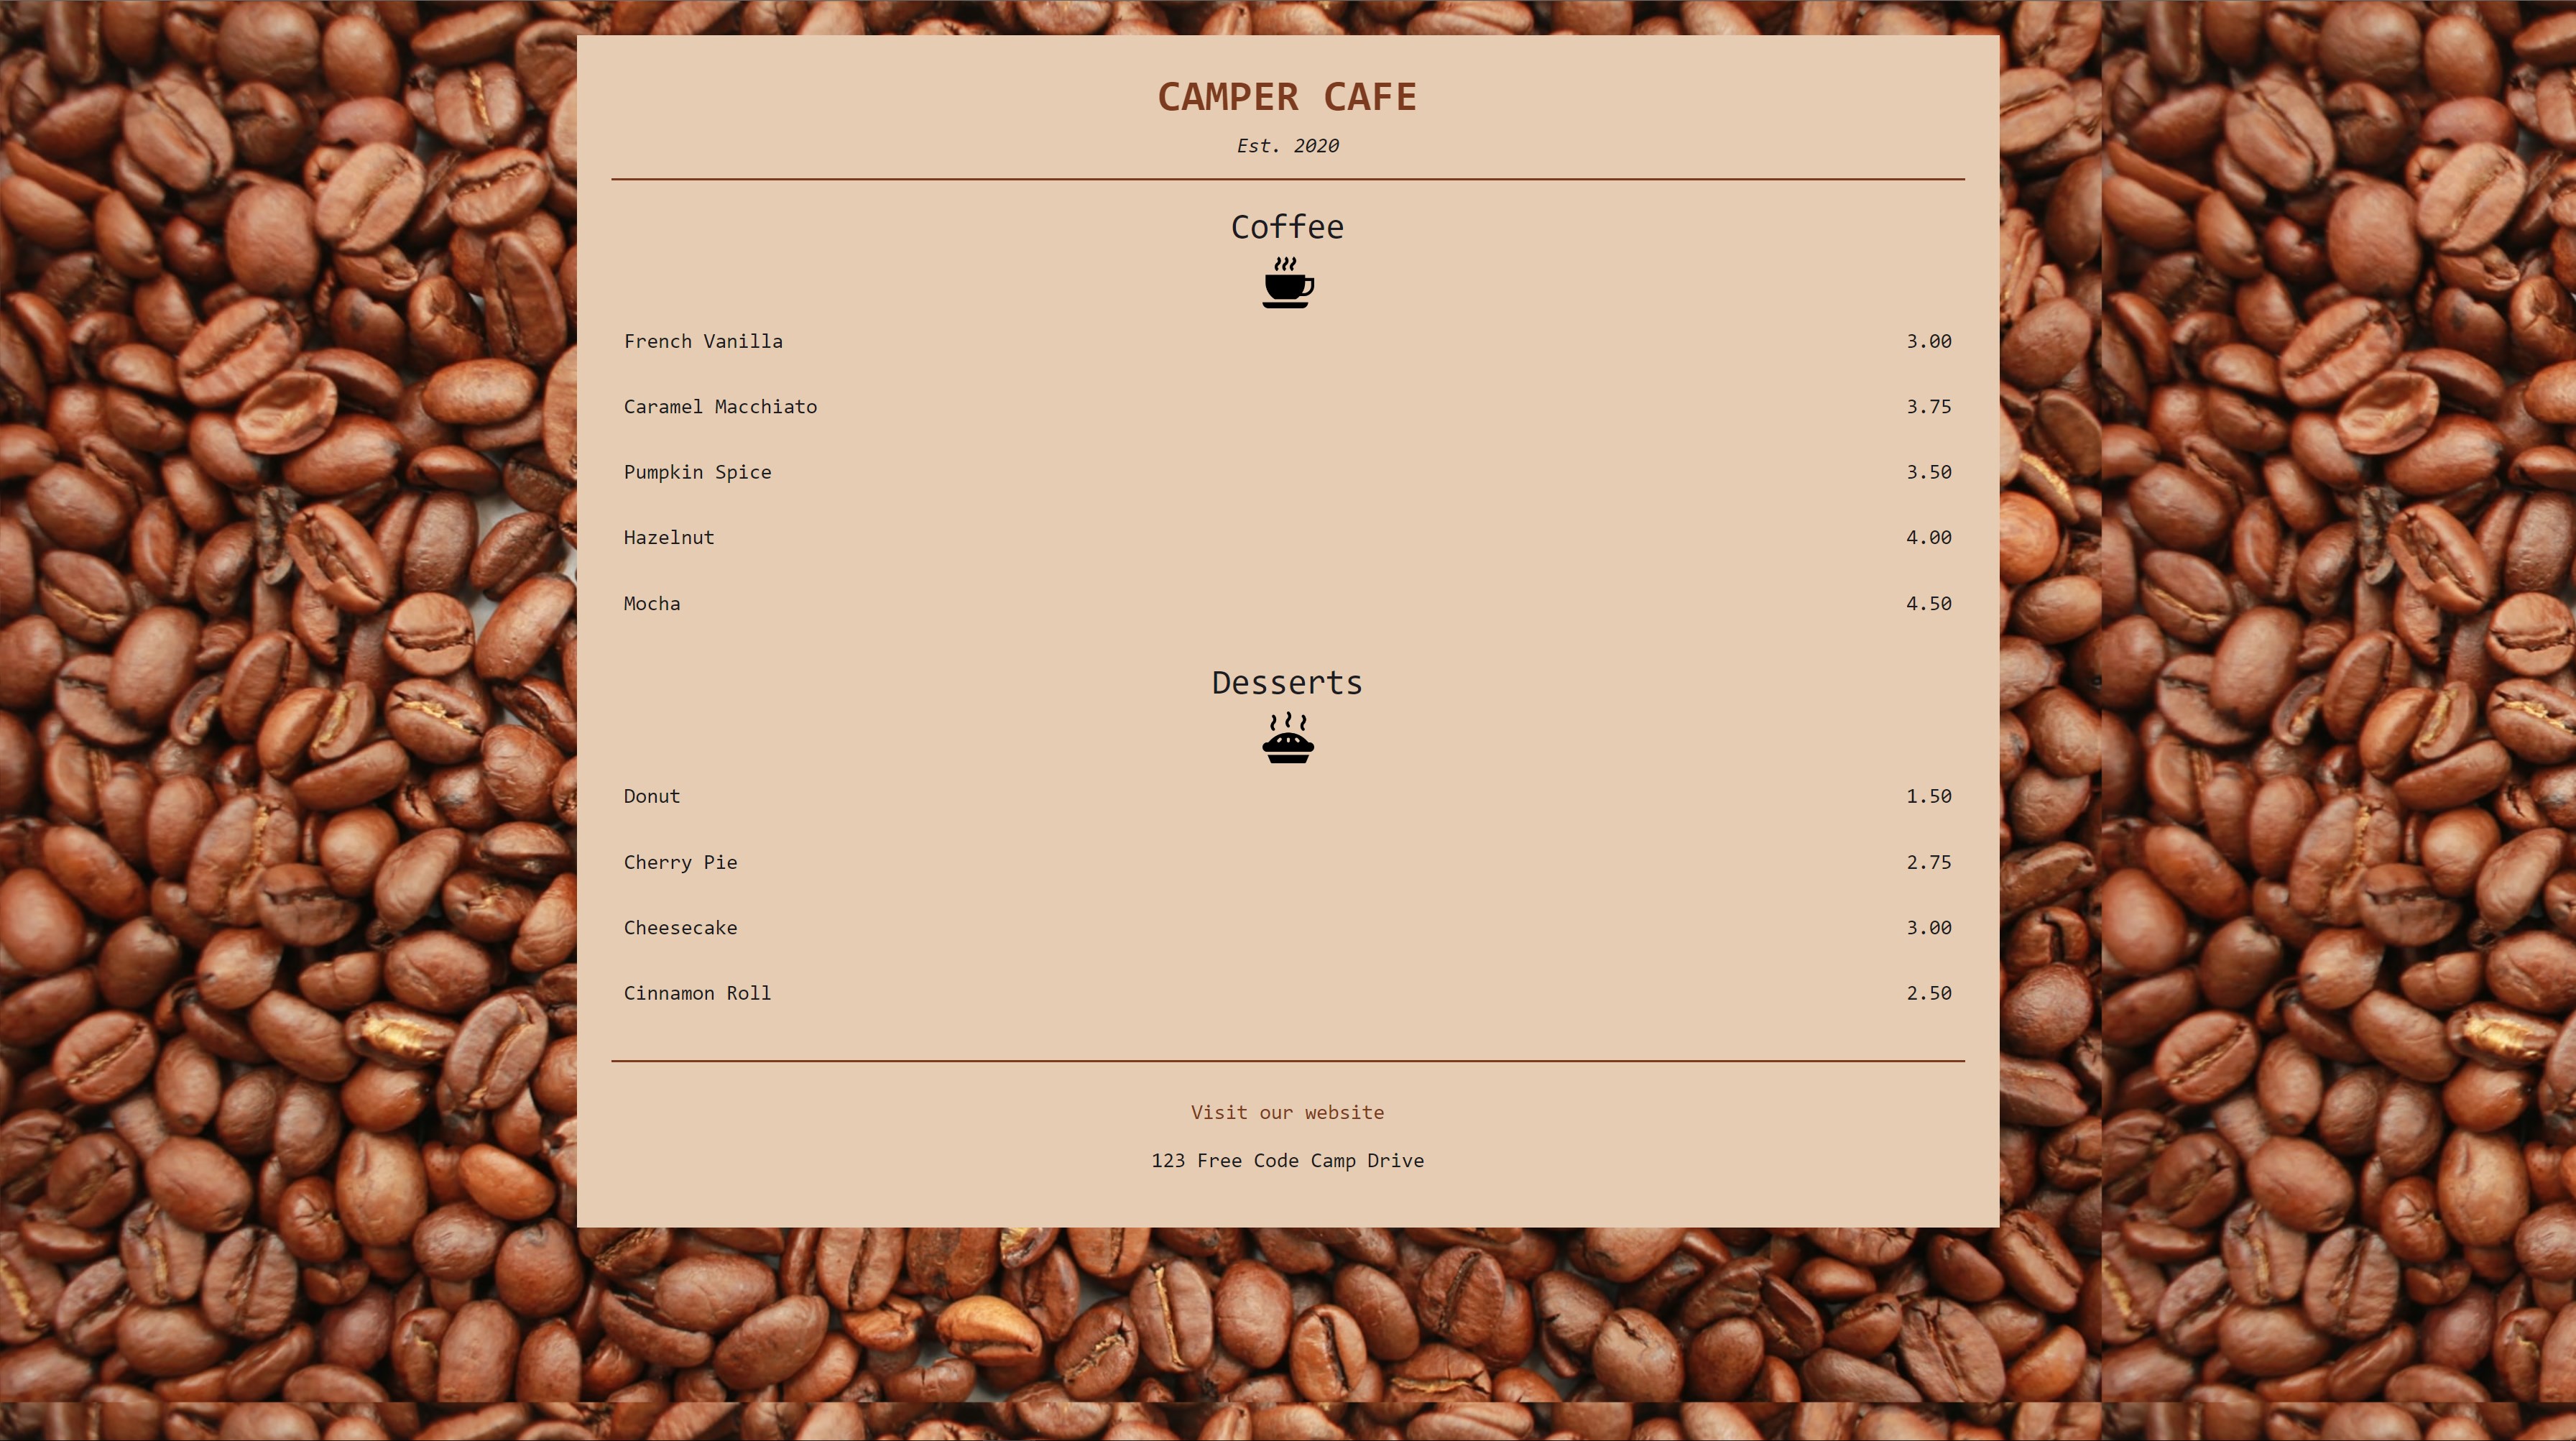 CAMPER CAFE
Est. 2020
Coffee
French Vanilla 3.00
Caramel Macchiato 3.75
Pumpkin Spice 3.50
Hazelnut 4.00
Mocha 4.50
Desserts
Donut 1.50
Cherry Pie 2.75
Cheesecake 3.00
Cinnamon Roll 2.50
Visit our website
123 Free Code Camp Drive